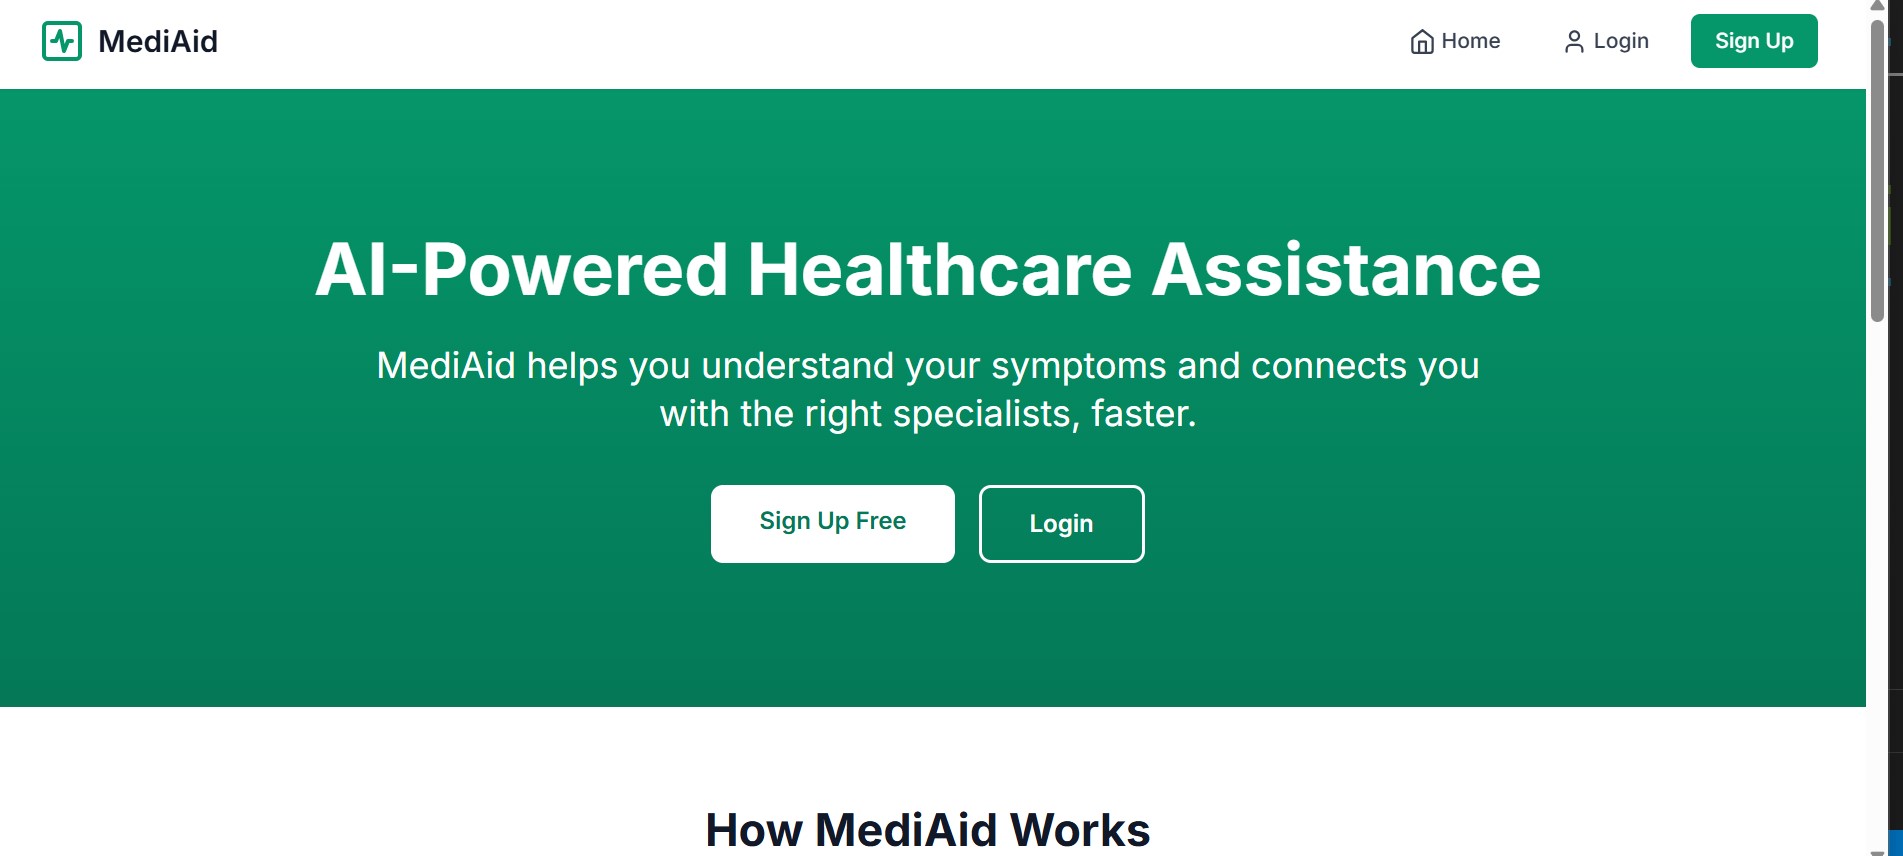 MediAid
Home
Login
Sign Up
AI-Powered Healthcare Assistance
MediAid helps you understand your symptoms and connects you
with the right specialists, faster.
Sign Up Free
Login
How MediAid Works